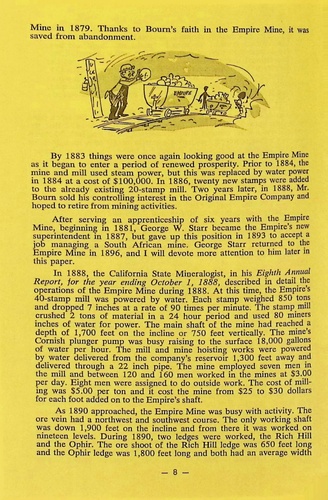 Mine in 1879. Thanks to Bourn's faith in the Empire Mine, it was
saved from abandonment.
EMPIRE
By 1883 things were once again looking good at the Empire Mine
as it began to enter a period of renewed prosperity. Prior to 1884, the
mine and mill used steam power, but this was replaced by water power
in 1884 at a cost of $100,000. In 1886, twenty new stamps were added
to the already existing 20-stamp mill. Two years later, in 1888, Mr.
Bourn sold his controlling interest in the Original Empire Company and
hoped to retire from mining activities.
After serving an apprenticeship of six years with the Empire
Mine, beginning in 1881, George W. Starr became the Empire's new
superintendent in 1887, but gave up this position in 1893 to accept a
job managing a South African mine. George Starr returned to the
Empire Mine in 1896, and I will devote more attention to him later in
this paper.
In 1888, the California State Mineralogist, in his Eighth Annual
Report, for the year ending October 1, 1888, described in detail the
operations of the Empire Mine during 1888. At this time, the Empire's
40-stamp mill was powered by water. Each stamp weighted 850 tons
and dropped 7 inches at a rate of 90 times per minute. The stamp mill
crushed 2 tons of material in a 24 hour period and used 80 miners
inches of water for power. The main shaft of the mine had reached a
depth of 1,700 feet on the incline or 750 feet vertically. The mine's
Cornish plunger pump was busy raising to the surface 18,000 gallons
of water per hour. The mill and mine hoisting works were powered
by water delivered from the company's reservoir 1,300 feet away and
delivered through a 22 inch pipe. The mine employed seven men in
the mill and between 120 and 160 men worked in the mines at $3.00
per day. Eight men were assigned to do outside work. The cost of mill-
ing was $5.00 per ton and it cost the mine from $25 to $30 dollars
for each foot added on to the Empire's shaft.
As 1890 approached, the Empire Mine was busy with activity. The
ore vein had a northwest and southwest course. The only working shaft
was down 1,900 feet on the incline and from there it was worked on
nineteen levels. During 1890, two ledges were worked, the Rich Hill
and the Ophir. The ore shoot of the Rich Hill ledge was 650 feet long
and the Ophir ledge was 1,800 feet long and both had an average width
— 8 —